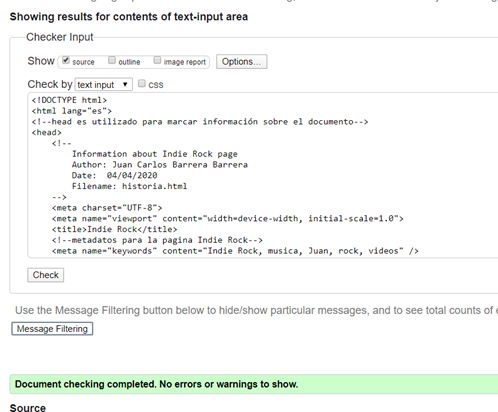 Showing results for contents of text-input area
Checker Input
Show source outline image report Options...
Check by text input css
<!DOCTYPE html>
<html lang="es">
<!--head es utilizado para marcar información sobre el documento-->
<head>
<!--
Information about Indie Rock page
Author: Juan Carlos Barrera Barrera
Date: 04/04/2020
Filename: historia.html
-->
<meta charset="UTF-8">
<meta name="viewport" content="width=device-width, initial-scale=1.0">
<title>Indie Rock</title>
<!--metadatos para la pagina Indie Rock-->
<meta name="keywords" content="Indie Rock, musica, Juan, rock, videos" />
Check
Use the Message Filtering button below to hide/show particular messages, and to see total counts of
Message Filtering
Document checking completed. No errors or warnings to show.
Source